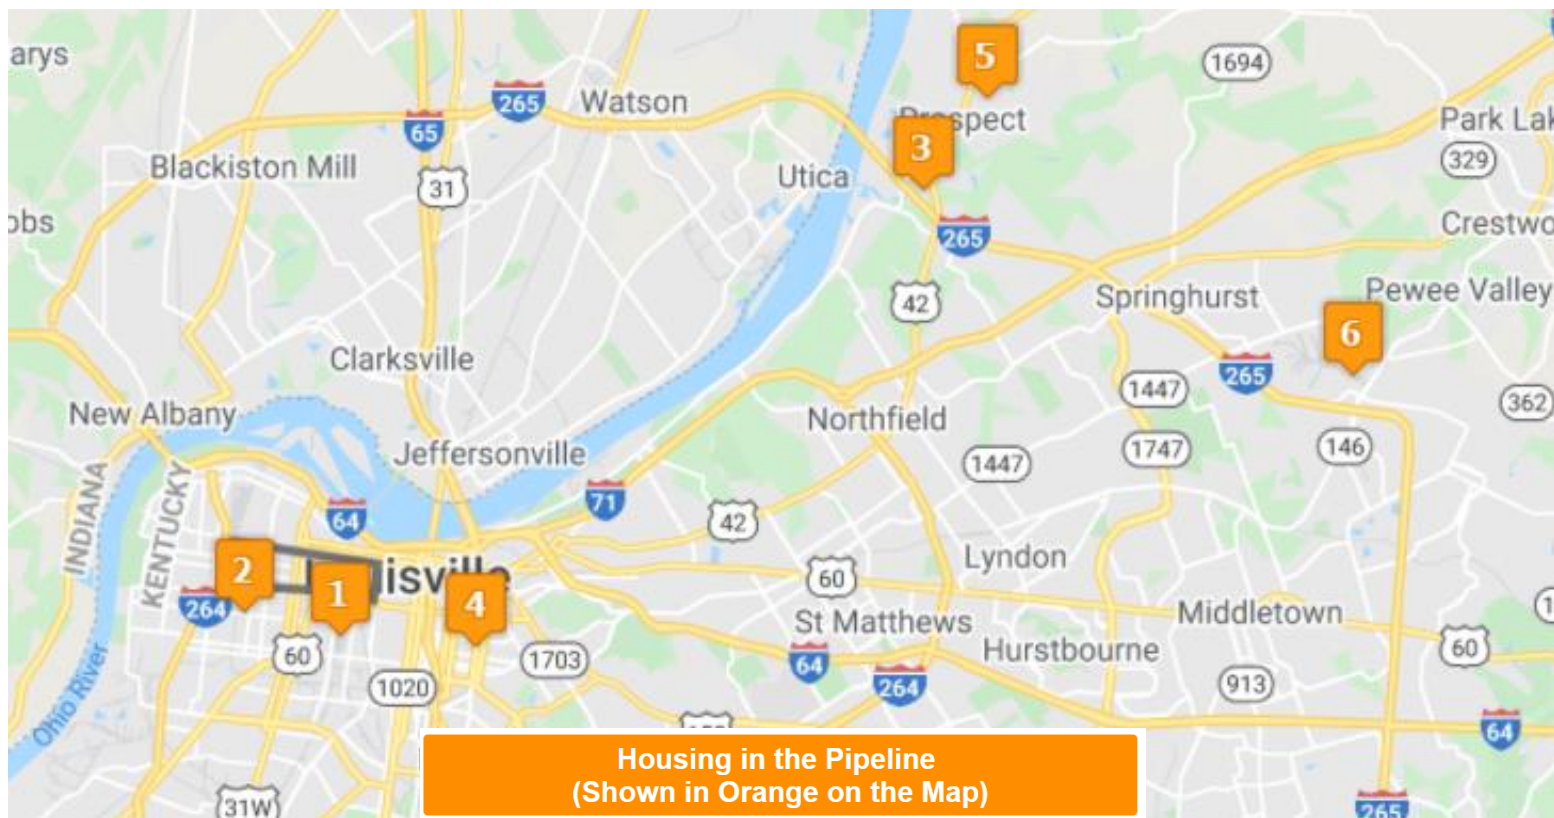 arys
5
1694
265
Watson
65
Prospect
Park Lak
3
329
Blackiston Mill
Utica
31
obs
Crestwo
265
42
Springhurst
Pewee Valley
6
Clarksville
265
1447
362
New Albany
Northfield
146
1747
Jeffersonville
1447
71
INDIANA
KENTUCKY
64
42
Lyndon
2
isville
60
1
4
264
Middletown
St Matthews
60
60
Hurstbourne
1703
64
1020
264
913
Ohio River
64
Housing in the Pipeline
(Shown in Orange on the Map)
31W
265